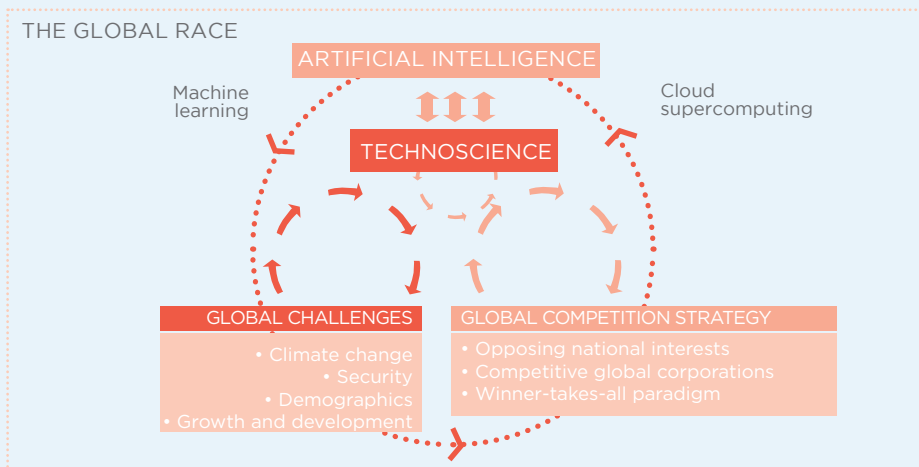 THE GLOBAL RACE
ARTIFICIAL INTELLIGENCE
Machine
learning
Cloud
supercomputing
TECHNOSCIENCE
GLOBAL CHALLENGES
• Climate change
• Security
• Demographics
• Growth and development
GLOBAL COMPETITION STRATEGY
• Opposing national interests
• Competitive global corporations
• Winner-takes-all paradigm